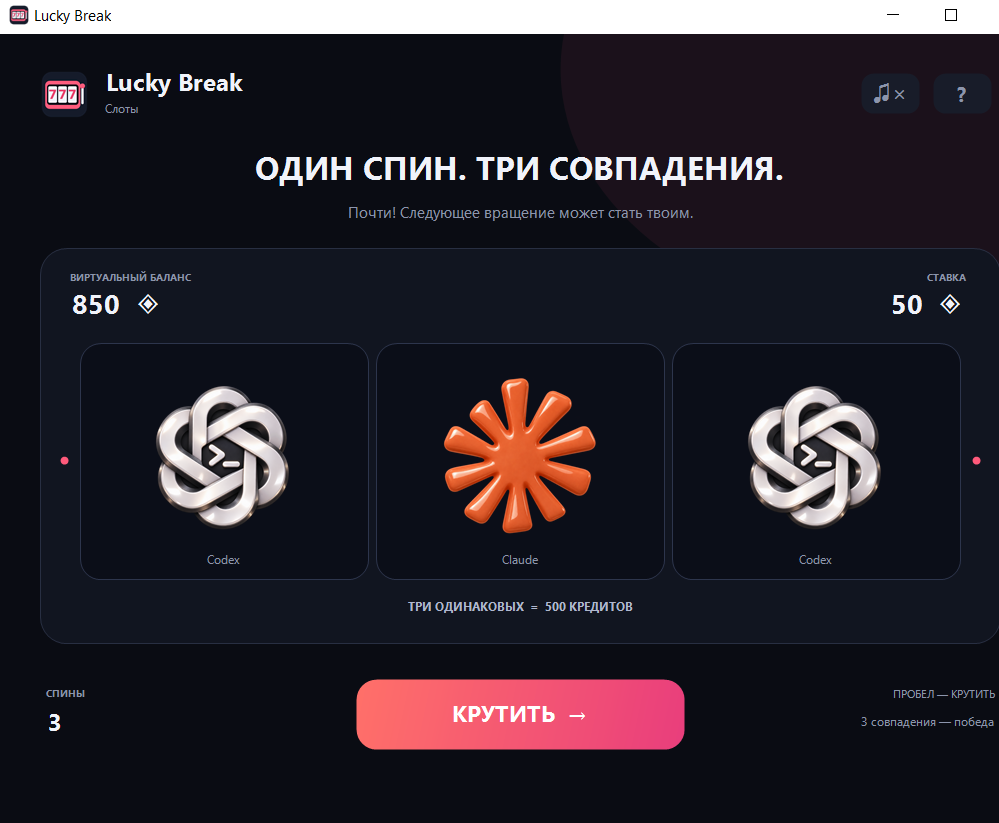 Lucky Break
777
Lucky Break
Слоты
?
ОДИН СПИН. ТРИ СОВПАДЕНИЯ.
Почти! Следующее вращение может стать твоим.
ВИРТУАЛЬНЫЙ БАЛАНС
СТАВКА
850
50
Codex
Claude
Codex
ТРИ ОДИНАКОВЫХ = 500 КРЕДИТОВ
СПИНЫ
3
КРУТИТЬ →
ПРОБЕЛ — КРУТИТЬ
3 совпадения — победа